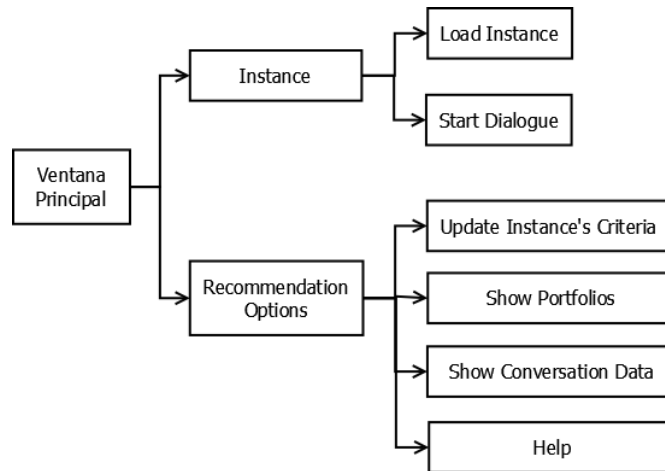 Ventana
Principal
Instance
Load Instance
Start Dialogue
Recommendation
Options
Update Instance's Criteria
Show Portfolios
Show Conversation Data
Help